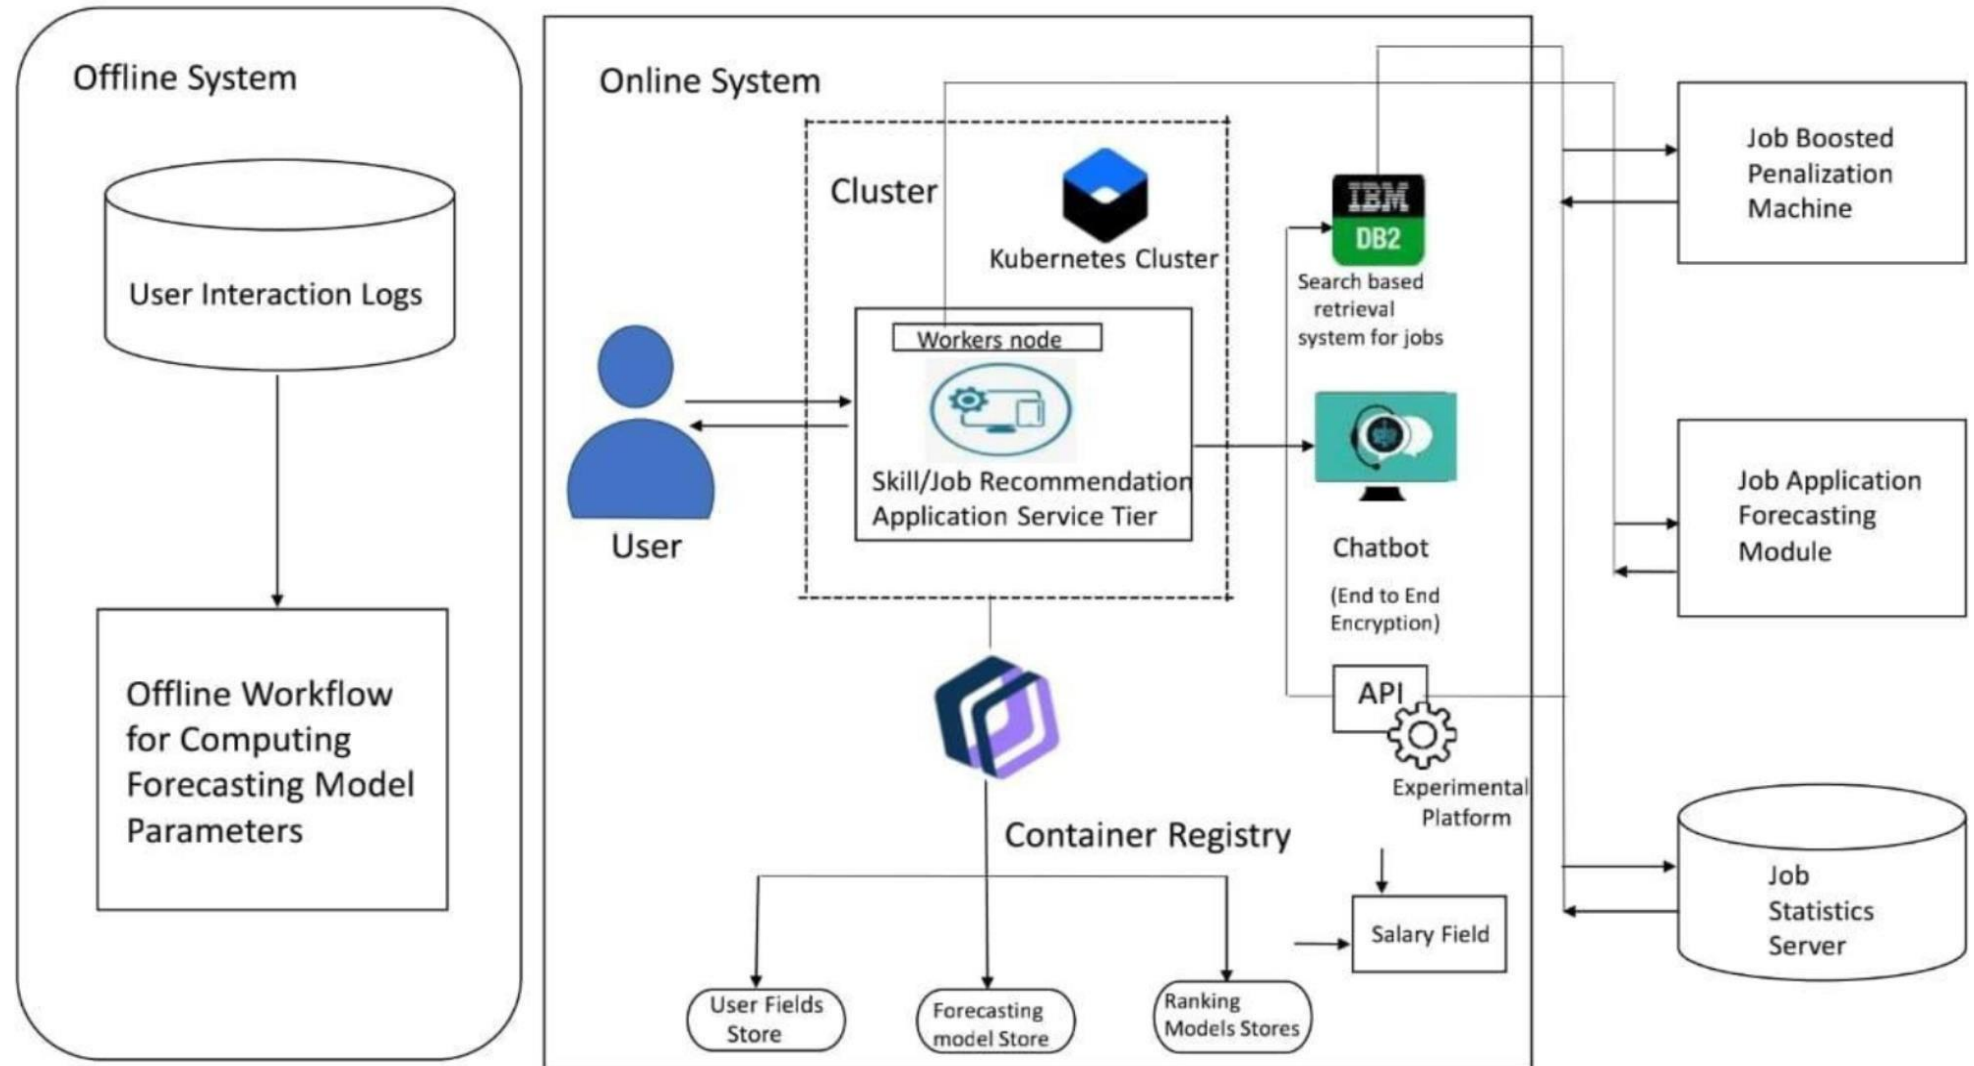 Offline System
User Interaction Logs
Offline Workflow
for Computing
Forecasting Model
Parameters
Online System
Cluster
Kubernetes Cluster
Workers node
Skill/Job Recommendation
Application Service Tier
User
IBM
DB2
Search based
retrieval
system for jobs
Chatbot
(End to End
Encryption)
API
Experimental
Platform
Container Registry
Salary Field
User Fields
Store
Forecasting
model Store
Ranking
Models Stores
Job Boosted
Penalization
Machine
Job Application
Forecasting
Module
Job
Statistics
Server